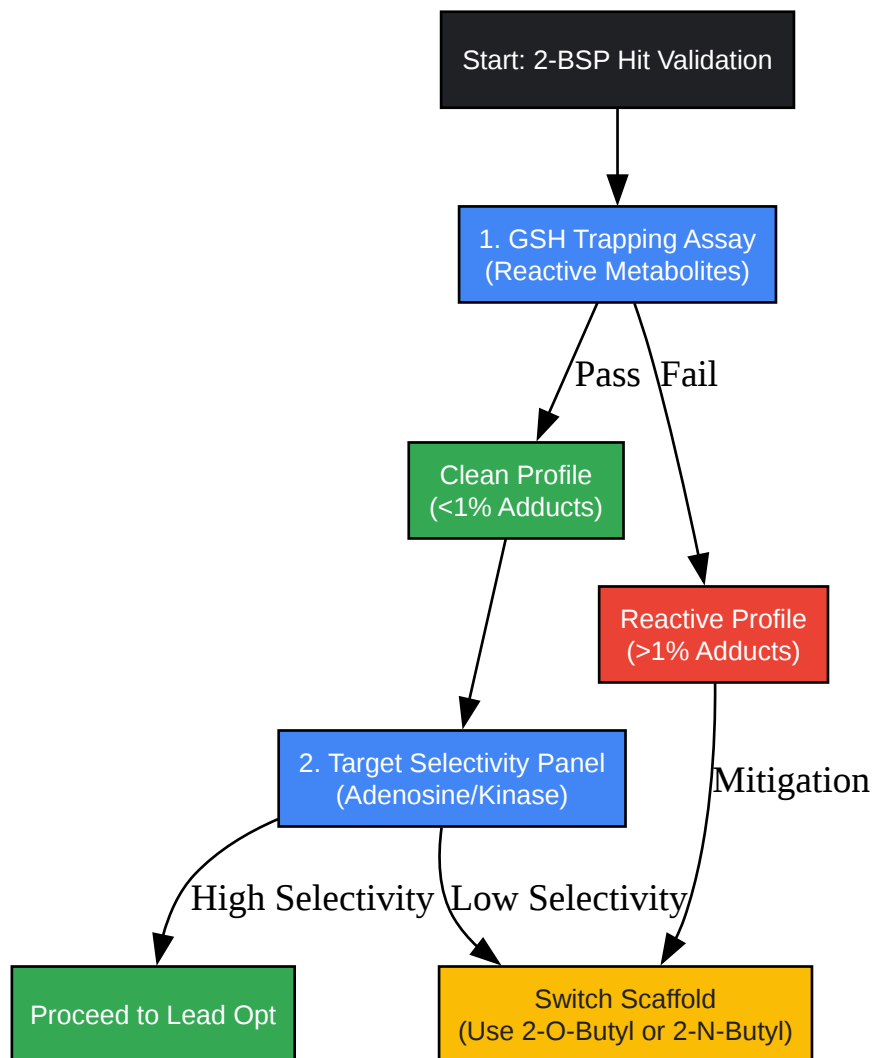 Start: 2-BSP Hit Validation
1. GSH Trapping Assay
(Reactive Metabolites)
Pass
Fail
Clean Profile
(<1% Adducts)
Reactive Profile
(>1% Adducts)
2. Target Selectivity Panel
(Adenosine/Kinase)
Mitigation
High Selectivity
Low Selectivity
Proceed to Lead Opt
Switch Scaffold
(Use 2-O-Butyl or 2-N-Butyl)